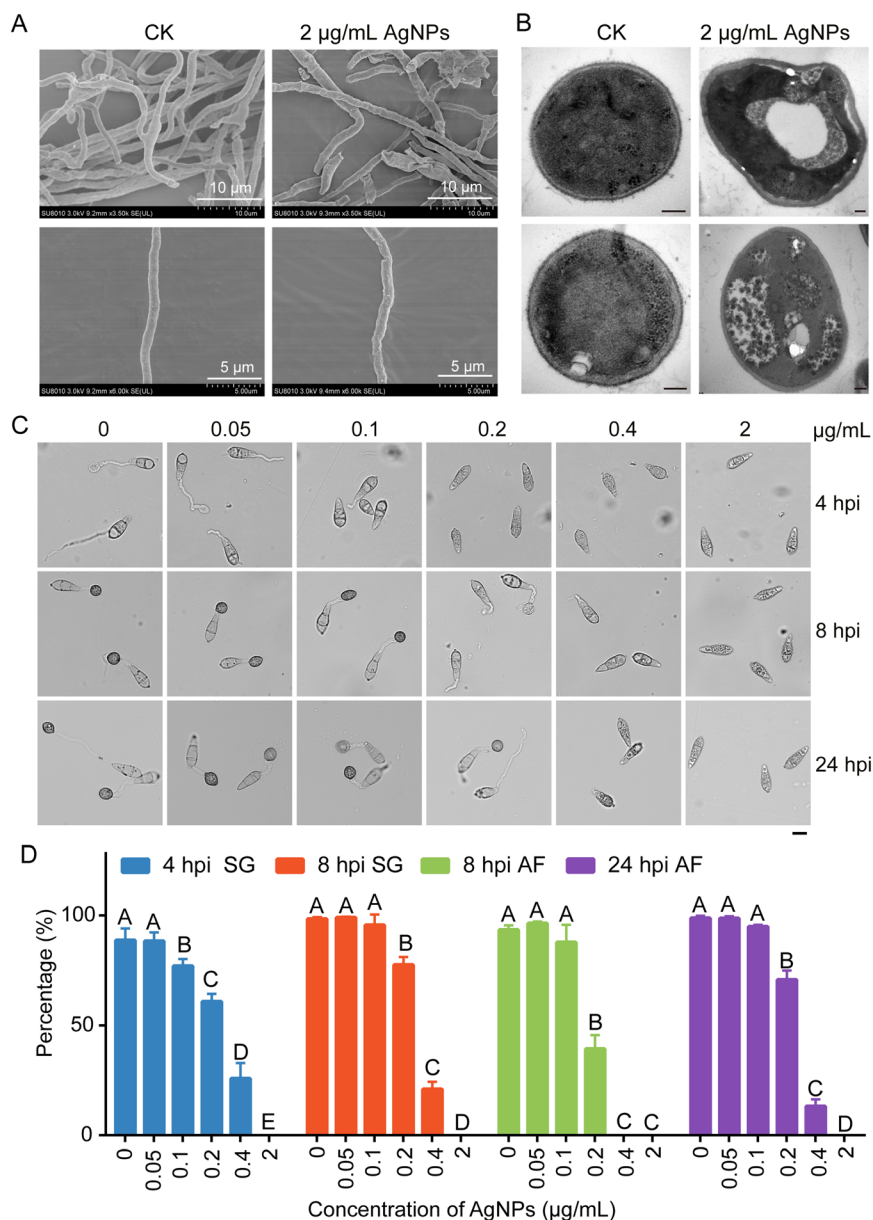 A
CK
2 µg/mL AgNPs
10 µm
SU8010 3.0kV 9.2mm x3.50k SE(UL)
10.0um
10 µm
SU8010 3.0kV 9.3mm x3.50k SE(UL)
10.0um
5 µm
SU8010 3.0kV 9.2mm x6.00k SE(UL)
5.00um
5 µm
SU8010 3.0kV 9.4mm x6.00k SE(UL)
5.00um
B
CK
2 µg/mL AgNPs
C
0 0.05 0.1 0.2 0.4 2 µg/mL
4 hpi
8 hpi
24 hpi
D
4 hpi SG 8 hpi SG 8 hpi AF 24 hpi AF
Percentage (%)
100
50
0
A A B C D E
A A A B C D
A A A B C C
A A A B C D
0 0.05 0.1 0.2 0.4 2 0 0.05 0.1 0.2 0.4 2 0 0.05 0.1 0.2 0.4 2 0 0.05 0.1 0.2 0.4 2
Concentration of AgNPs (µg/mL)